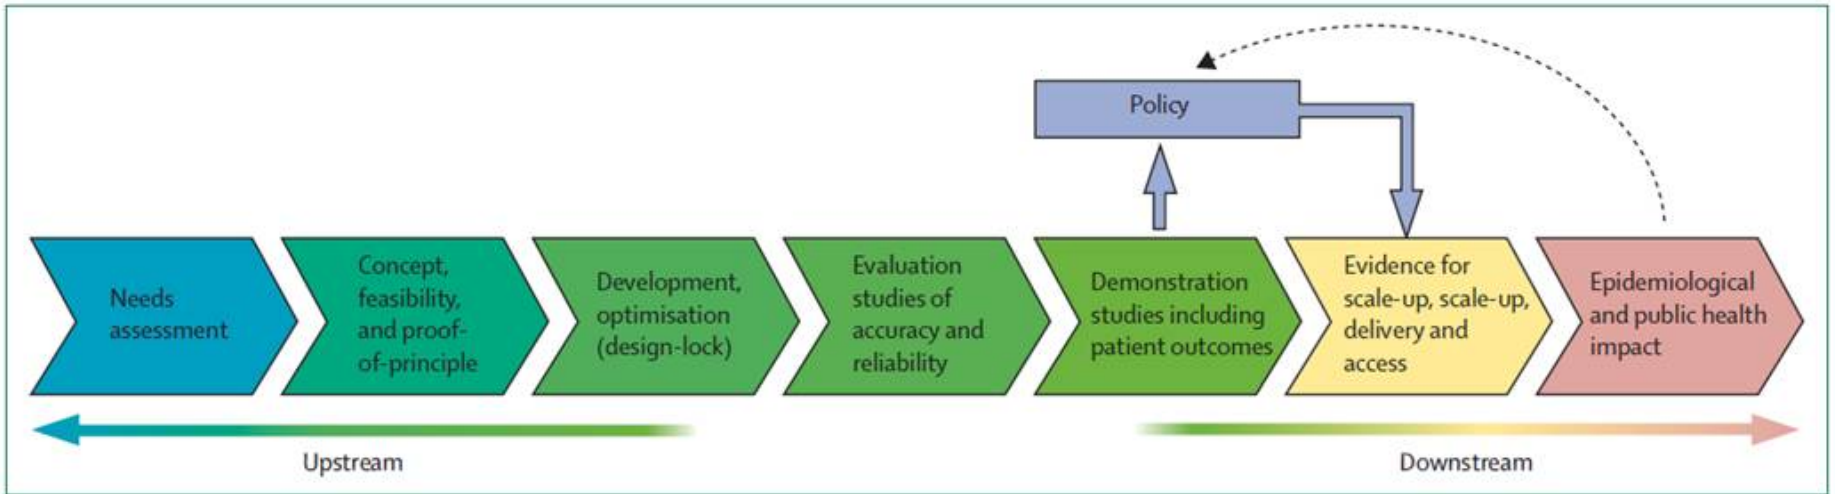 Policy
Needs
assessment
Concept,
feasibility,
and proof-
of-principle
Development,
optimisation
(design-lock)
Evaluation
studies of
accuracy and
reliability
Demonstration
studies including
patient outcomes
Evidence for
scale-up, scale-up,
delivery and
access
Epidemiological
and public health
impact
Upstream
Downstream